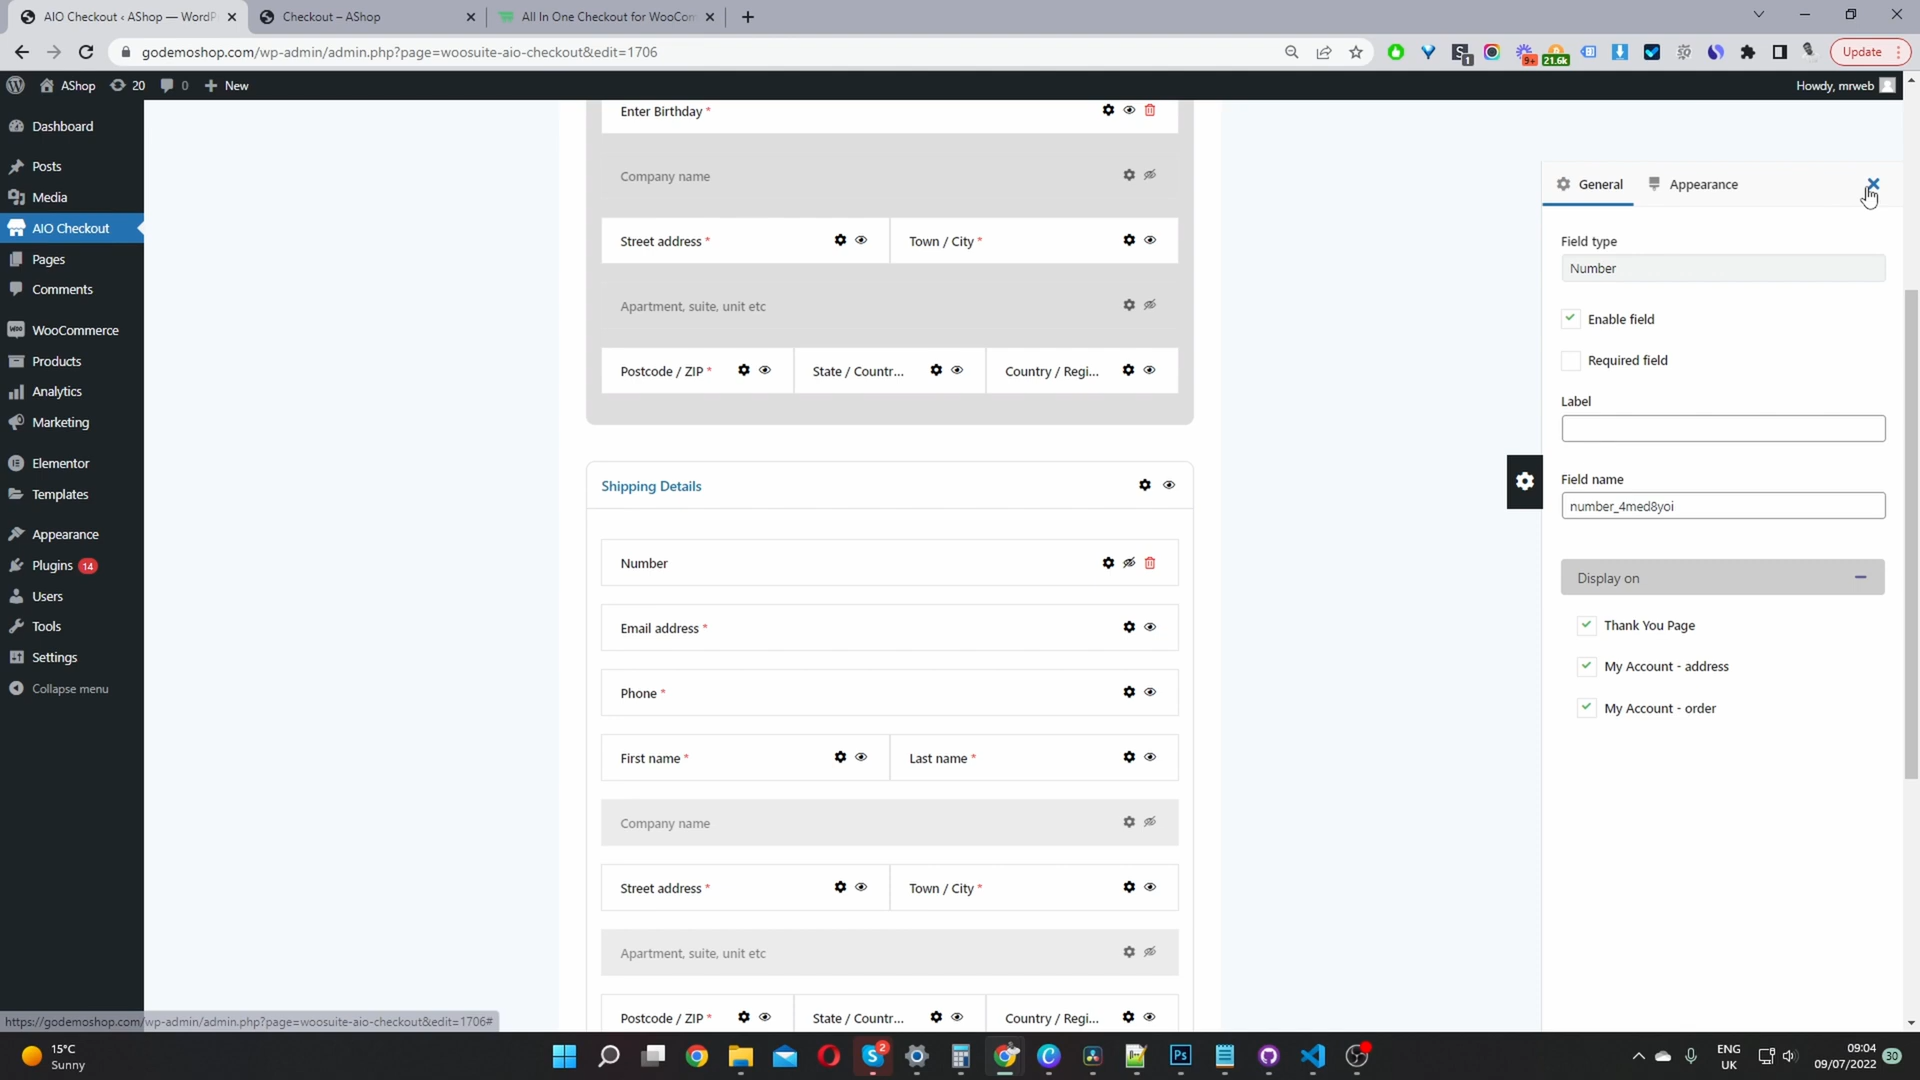 AIO Checkout ‹ AShop — WordP
Checkout – AShop
All In One Checkout for WooCom
godemoshop.com/wp-admin/admin.php?page=woosuite-aio-checkout&edit=1706
1
9+
21.6k
Update
AShop
20
0
New
Howdy, mrweb
Dashboard
Posts
Media
AIO Checkout
Pages
Comments
WooCommerce
Products
Analytics
Marketing
Elementor
Templates
Appearance
Plugins 14
Users
Tools
Settings
Collapse menu
Enter Birthday *
Company name
Street address *
Town / City *
Apartment, suite, unit etc
Postcode / ZIP *
State / Countr...
Country / Regi...
Shipping Details
Number
Email address *
Phone *
First name *
Last name *
Company name
Street address *
Town / City *
Apartment, suite, unit etc
Postcode / ZIP *
State / Countr...
Country / Regi...
General
Appearance
Field type
Number
Enable field
Required field
Label
Field name
number_4med8yoi
Display on
Thank You Page
My Account - address
My Account - order
https://godemoshop.com/wp-admin/admin.php?page=woosuite-aio-checkout&edit=1706#
15°C
Sunny
2
Ps
ENG
UK
09:04
09/07/2022
30